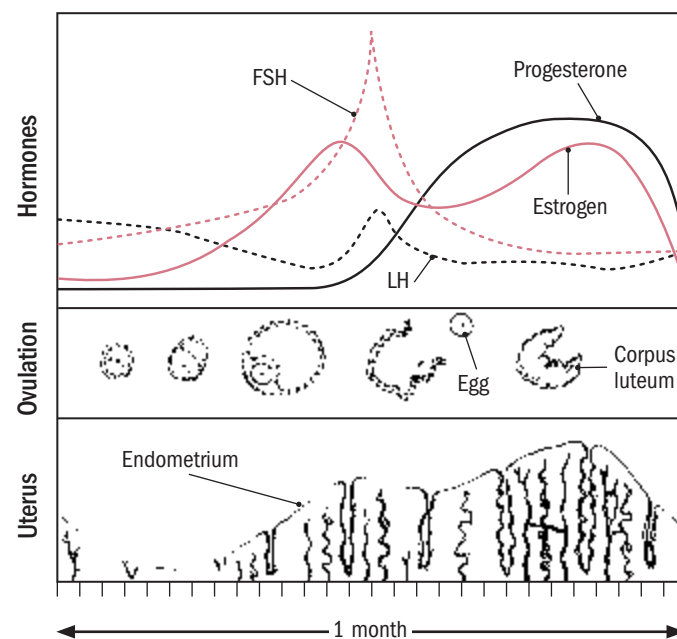 Hormones
FSH
Progesterone
Estrogen
LH
Ovulation
Egg
Corpus
luteum
Uterus
Endometrium
1 month